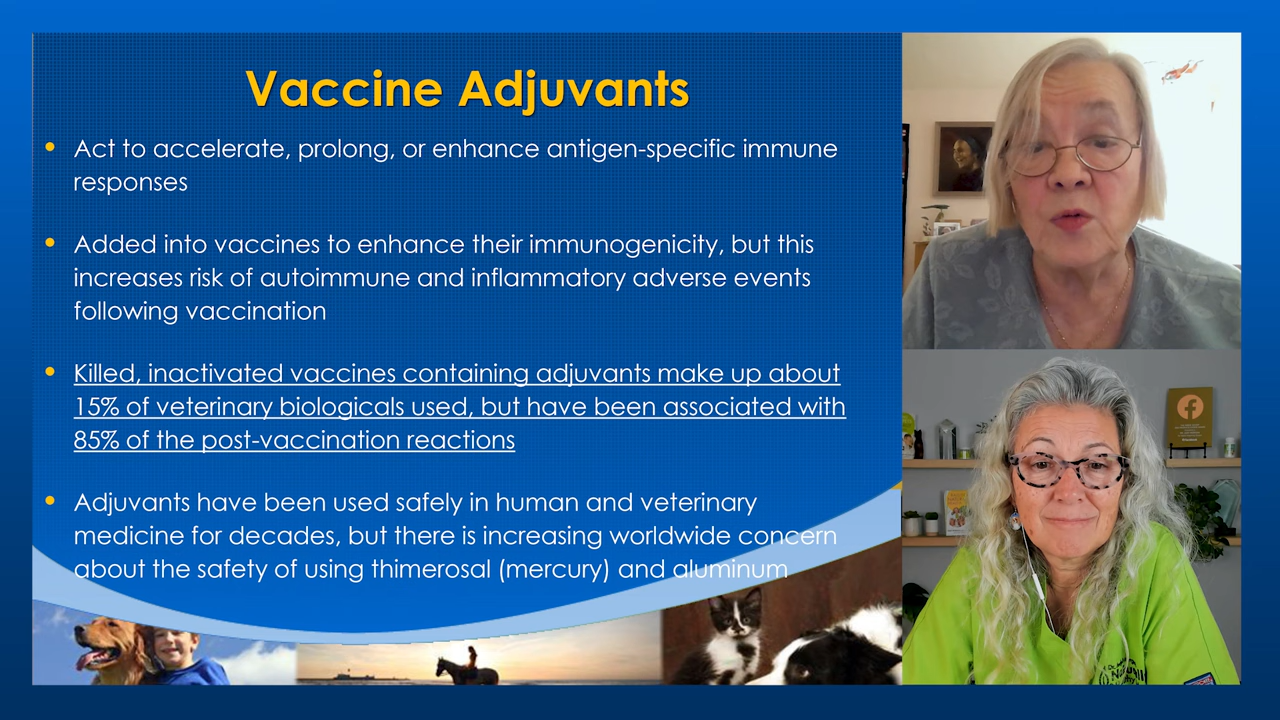 Vaccine Adjuvants
• Act to accelerate, prolong, or enhance antigen-specific immune
responses
• Added into vaccines to enhance their immunogenicity, but this
increases risk of autoimmune and inflammatory adverse events
following vaccination
• Killed, inactivated vaccines containing adjuvants make up about
15% of veterinary biologicals used, but have been associated with
85% of the post-vaccination reactions
• Adjuvants have been used safely in human and veterinary
medicine for decades, but there is increasing worldwide concern
about the safety of using thimerosal (mercury) and aluminum